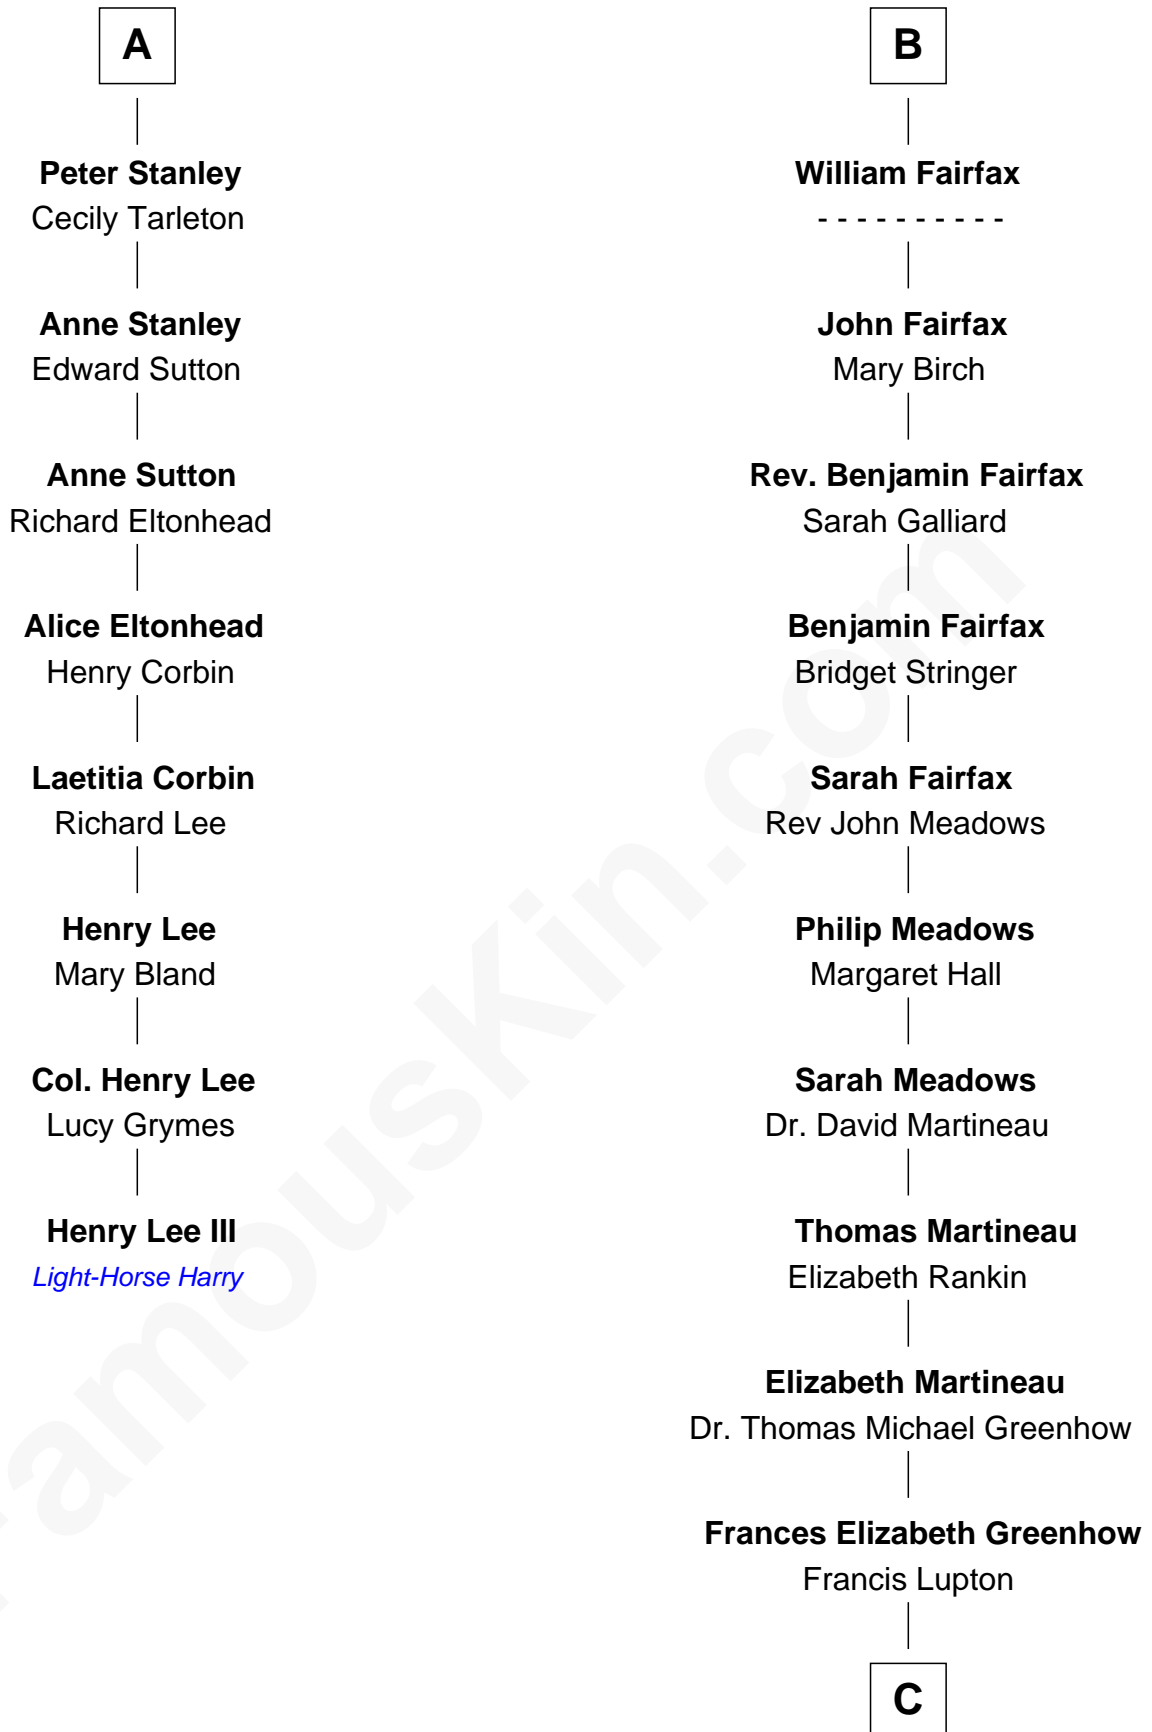 A
Peter Stanley
Cecily Tarleton
Anne Stanley
Edward Sutton
Anne Sutton
Richard Eltonhead
Alice Eltonhead
Henry Corbin
Laetitia Corbin
Richard Lee
Henry Lee
Mary Bland
Col. Henry Lee
Lucy Grymes
Henry Lee III
Light-Horse Harry
B
William Fairfax
- - - - - - - - - -
John Fairfax
Mary Birch
Rev. Benjamin Fairfax
Sarah Galliard
Benjamin Fairfax
Bridget Stringer
Sarah Fairfax
Rev John Meadows
Philip Meadows
Margaret Hall
Sarah Meadows
Dr. David Martineau
Thomas Martineau
Elizabeth Rankin
Elizabeth Martineau
Dr. Thomas Michael Greenhow
Frances Elizabeth Greenhow
Francis Lupton
C
FamousKin.com